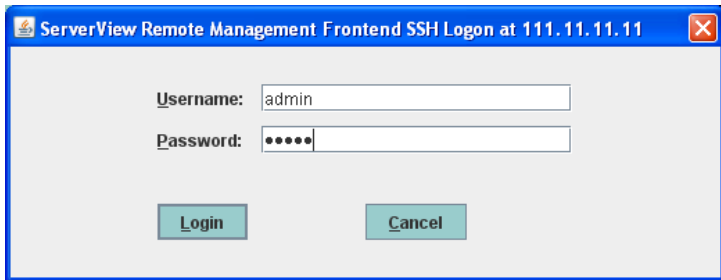 ServerView Remote Management Frontend SSH Logon at 111.11.11.11
Username: admin
Password: •••••
Login Cancel